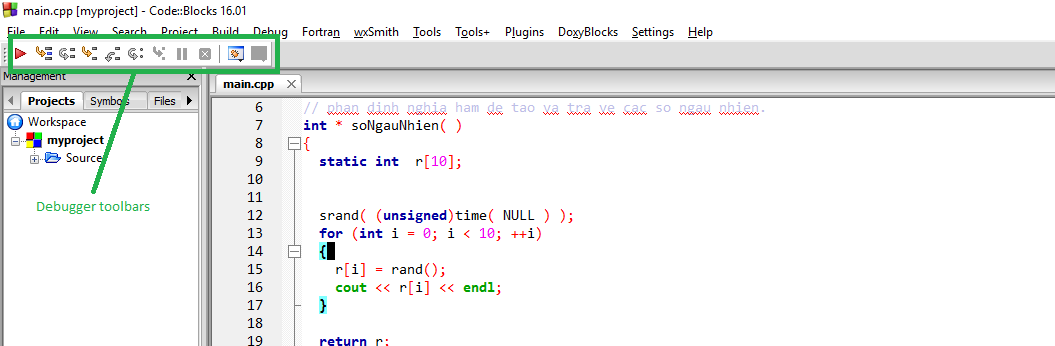 main.cpp [myproject] - Code::Blocks 16.01
File Edit View Search Project Build Debug Fortran wxSmith Tools Tools+ Plugins DoxyBlocks Settings Help
Management
main.cpp
Projects Symbols Files
Workspace
myproject
Source
Debugger toolbars
6 // phan dinh nghia ham de tao va tra ve cac so ngau nhien.
7 int * soNgauNhien( )
8 {
9 static int r[10];
10
11
12 srand( (unsigned)time( NULL ) );
13 for (int i = 0; i < 10; ++i)
14 {
15 r[i] = rand();
16 cout << r[i] << endl;
17 }
18
19 return r;